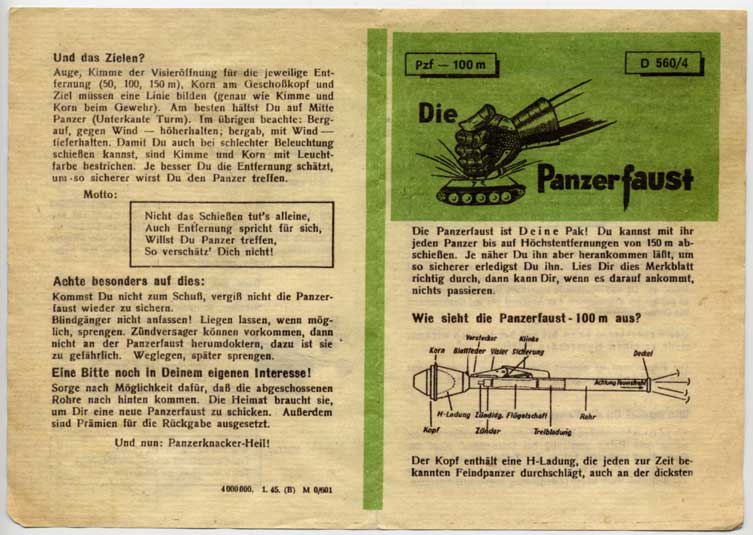 Und das Zielen?
Auge, Kimme der Visieröffnung für die jeweilige Ent-
fernung (50, 100, 150 m), Korn am Geschoßkopf und
Ziel müssen eine Linie bilden (genau wie Kimme und
Korn beim Gewehr). Am besten hältst Du auf Mitte
Panzer (Unterkante Turm). Im übrigen beachte: Berg-
auf, gegen Wind — höherhalten; bergab, mit Wind —
tieferhalten. Damit Du auch bei schlechter Beleuchtung
schießen kannst, sind Kimme und Korn mit Leucht-
farbe bestrichen. Je besser Du die Entfernung schätzt,
um so sicherer wirst Du den Panzer treffen.
Motto:
Nicht das Schießen tut's alleine,
Auch Entfernung spricht für sich,
Willst Du Panzer treffen,
So verschätz' Dich nicht!
Achte besonders auf dies:
Kommst Du nicht zum Schuß, vergiß nicht die Panzer-
faust wieder zu sichern.
Blindgänger nicht anfassen! Liegen lassen, wenn mög-
lich, sprengen. Zündversager können vorkommen, dann
nicht an der Panzerfaust herumdoktern, dazu ist sie
zu gefährlich. Weglegen, später sprengen.
Eine Bitte noch in Deinem eigenen Interesse!
Sorge nach Möglichkeit dafür, daß die abgeschossenen
Rohre nach hinten kommen. Die Heimat braucht sie,
um Dir eine neue Panzerfaust zu schicken. Außerdem
sind Prämien für die Rückgabe ausgesetzt.
Und nun: Panzerknacker-Heil!
4000000. 1. 45. (B) M 0/601
Pzf — 100 m
D 560/4
Die
Panzerfaust
Die Panzerfaust ist Deine Pak! Du kannst mit ihr
jeden Panzer bis auf Höchstentfernungen von 150 m ab-
schießen. Je näher Du ihn aber herankommen läßt, um
so sicherer erledigst Du ihn. Lies Dir dies Merkblatt
richtig durch, dann kann Dir, wenn es darauf ankommt,
nichts passieren.
Wie sieht die Panzerfaust - 100 m aus?
Vorstecker Klinke
Korn Blattfeder Visier Sicherung Deckel
Achtung Feuerstrahl!
H-Ladung Zündldg. Flügelschaft Rohr
Kopf Zünder Treibladung
Der Kopf enthält eine H-Ladung, die jeden zur Zeit be-
kannten Feindpanzer durchschlägt, auch an der dicksten